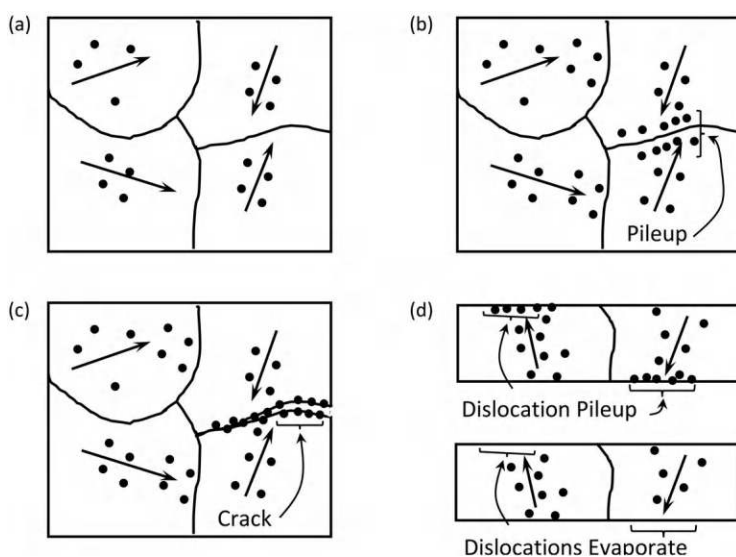 (a)
(b)
Pileup
(c)
Crack
(d)
Dislocation Pileup
Dislocations Evaporate